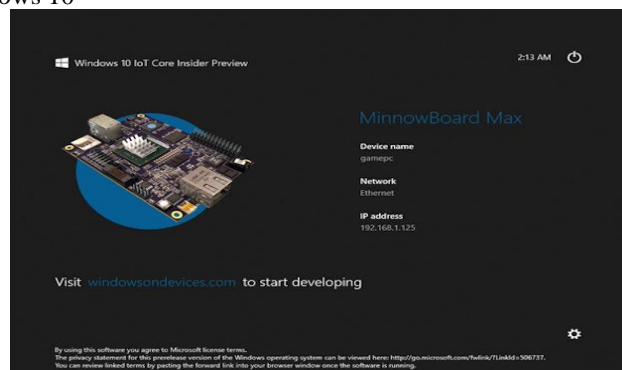 Windows 10 IoT Core Insider Preview
2:13 AM
MinnowBoard Max
Device name
gamepc
Network
Ethernet
IP address
192.168.1.125
Visit windowsondevices.com to start developing
By using this software you agree to Microsoft license terms.
The privacy statement for this prerelease version of the Windows operating system can be viewed here: http://go.microsoft.com/fwlink/?LinkId=506737.
You can review linked terms by pasting the forward link into your browser window once the software is running.